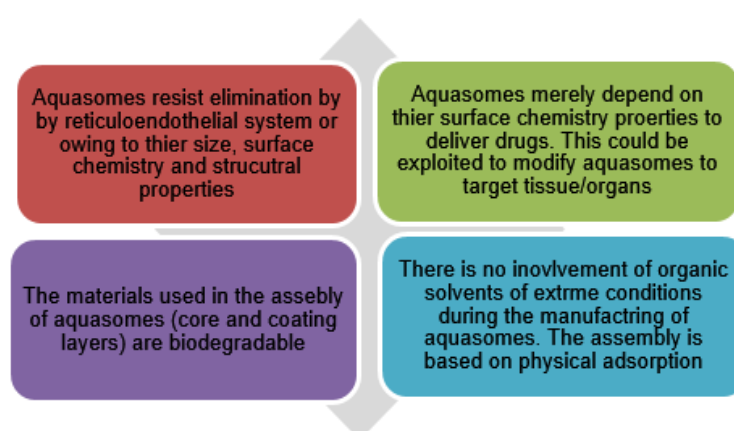 Aquasomes resist elimination by
by reticuloendothelial system or
owing to thier size, surface
chemistry and strucutral
properties
Aquasomes merely depend on
thier surface chemistry proerties to
deliver drugs. This could be
exploited to modify aquasomes to
target tissue/organs
The materials used in the assebly
of aquasomes (core and coating
layers) are biodegradable
There is no inovlvement of organic
solvents of extrme conditions
during the manufactring of
aquasomes. The assembly is
based on physical adsorption